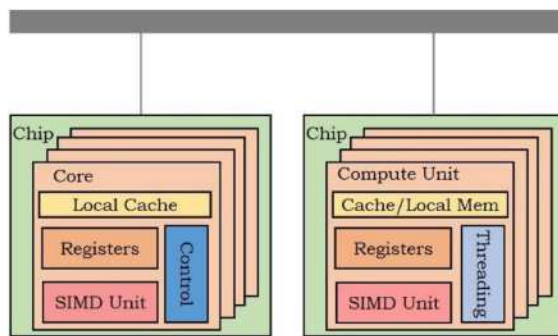 Chip
Core
Local Cache
Registers
Control
SIMD Unit
Chip
Compute Unit
Cache/Local Mem
Registers
Threading
SIMD Unit